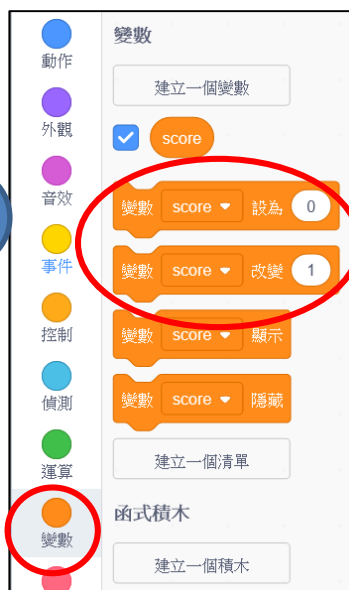 動作
外觀
音效
事件
控制
偵測
運算
變數
變數
建立一個變數
score
變數 score 設為 0
變數 score 改變 1
變數 score 顯示
變數 score 隱藏
建立一個清單
函式積木
建立一個積木